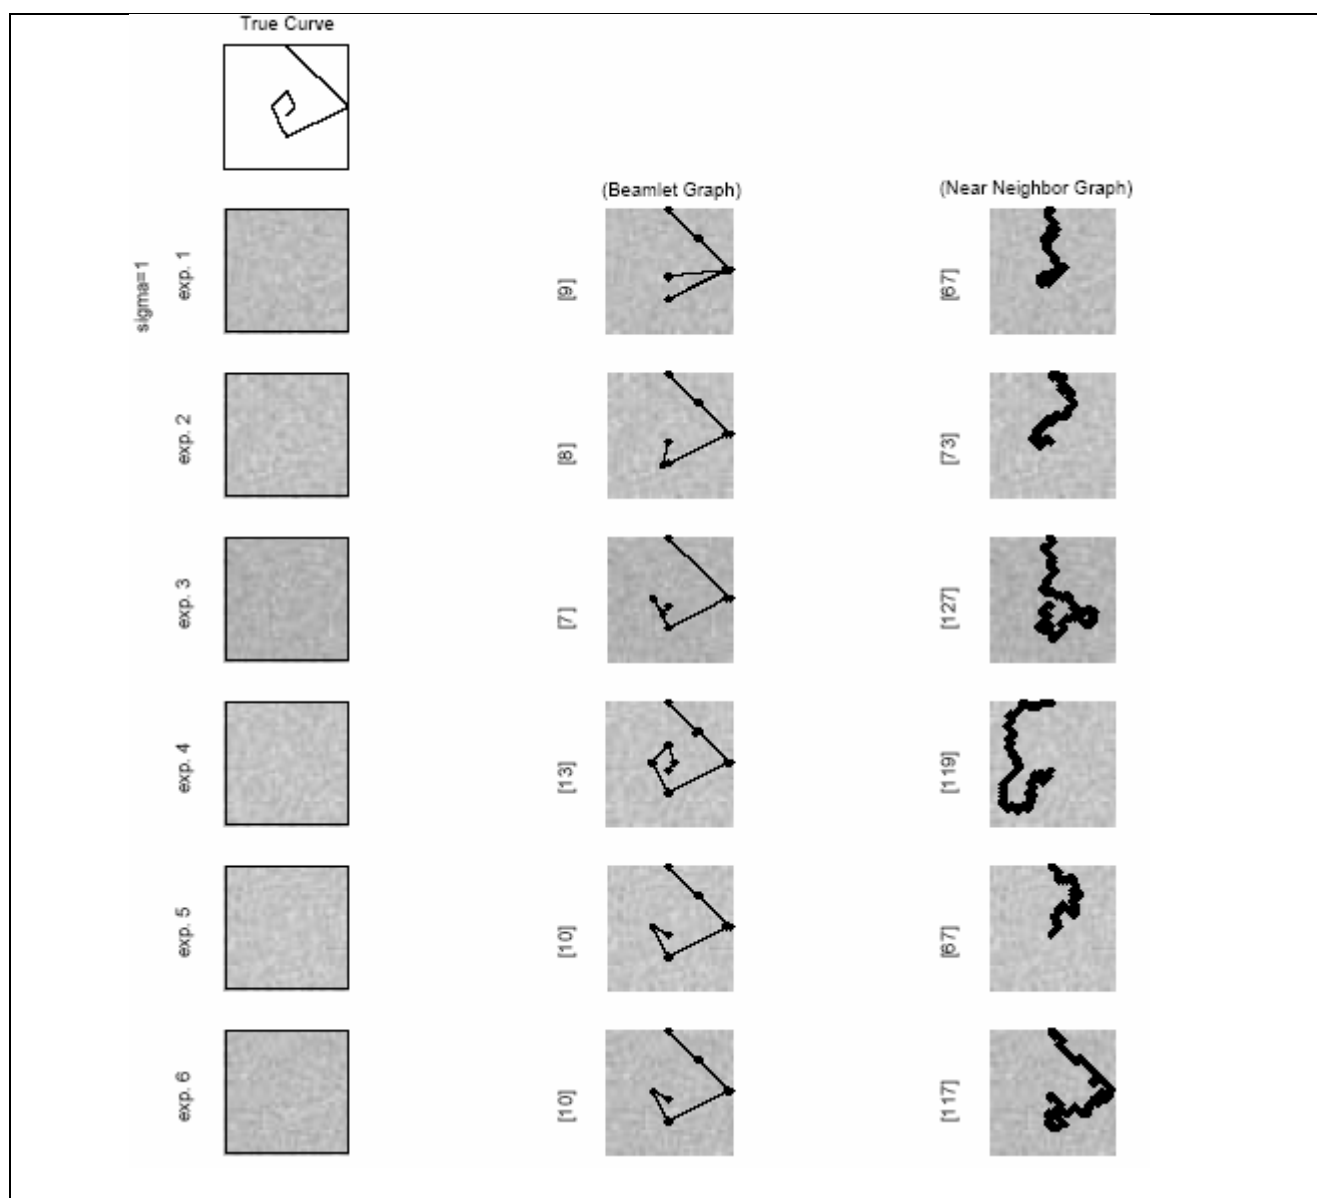 True Curve
(Beamlet Graph)
(Near Neighbor Graph)
sigma=1
exp. 1
[9]
[67]
exp. 2
[8]
[73]
exp. 3
[7]
[127]
exp. 4
[13]
[119]
exp. 5
[10]
[67]
exp. 6
[10]
[117]